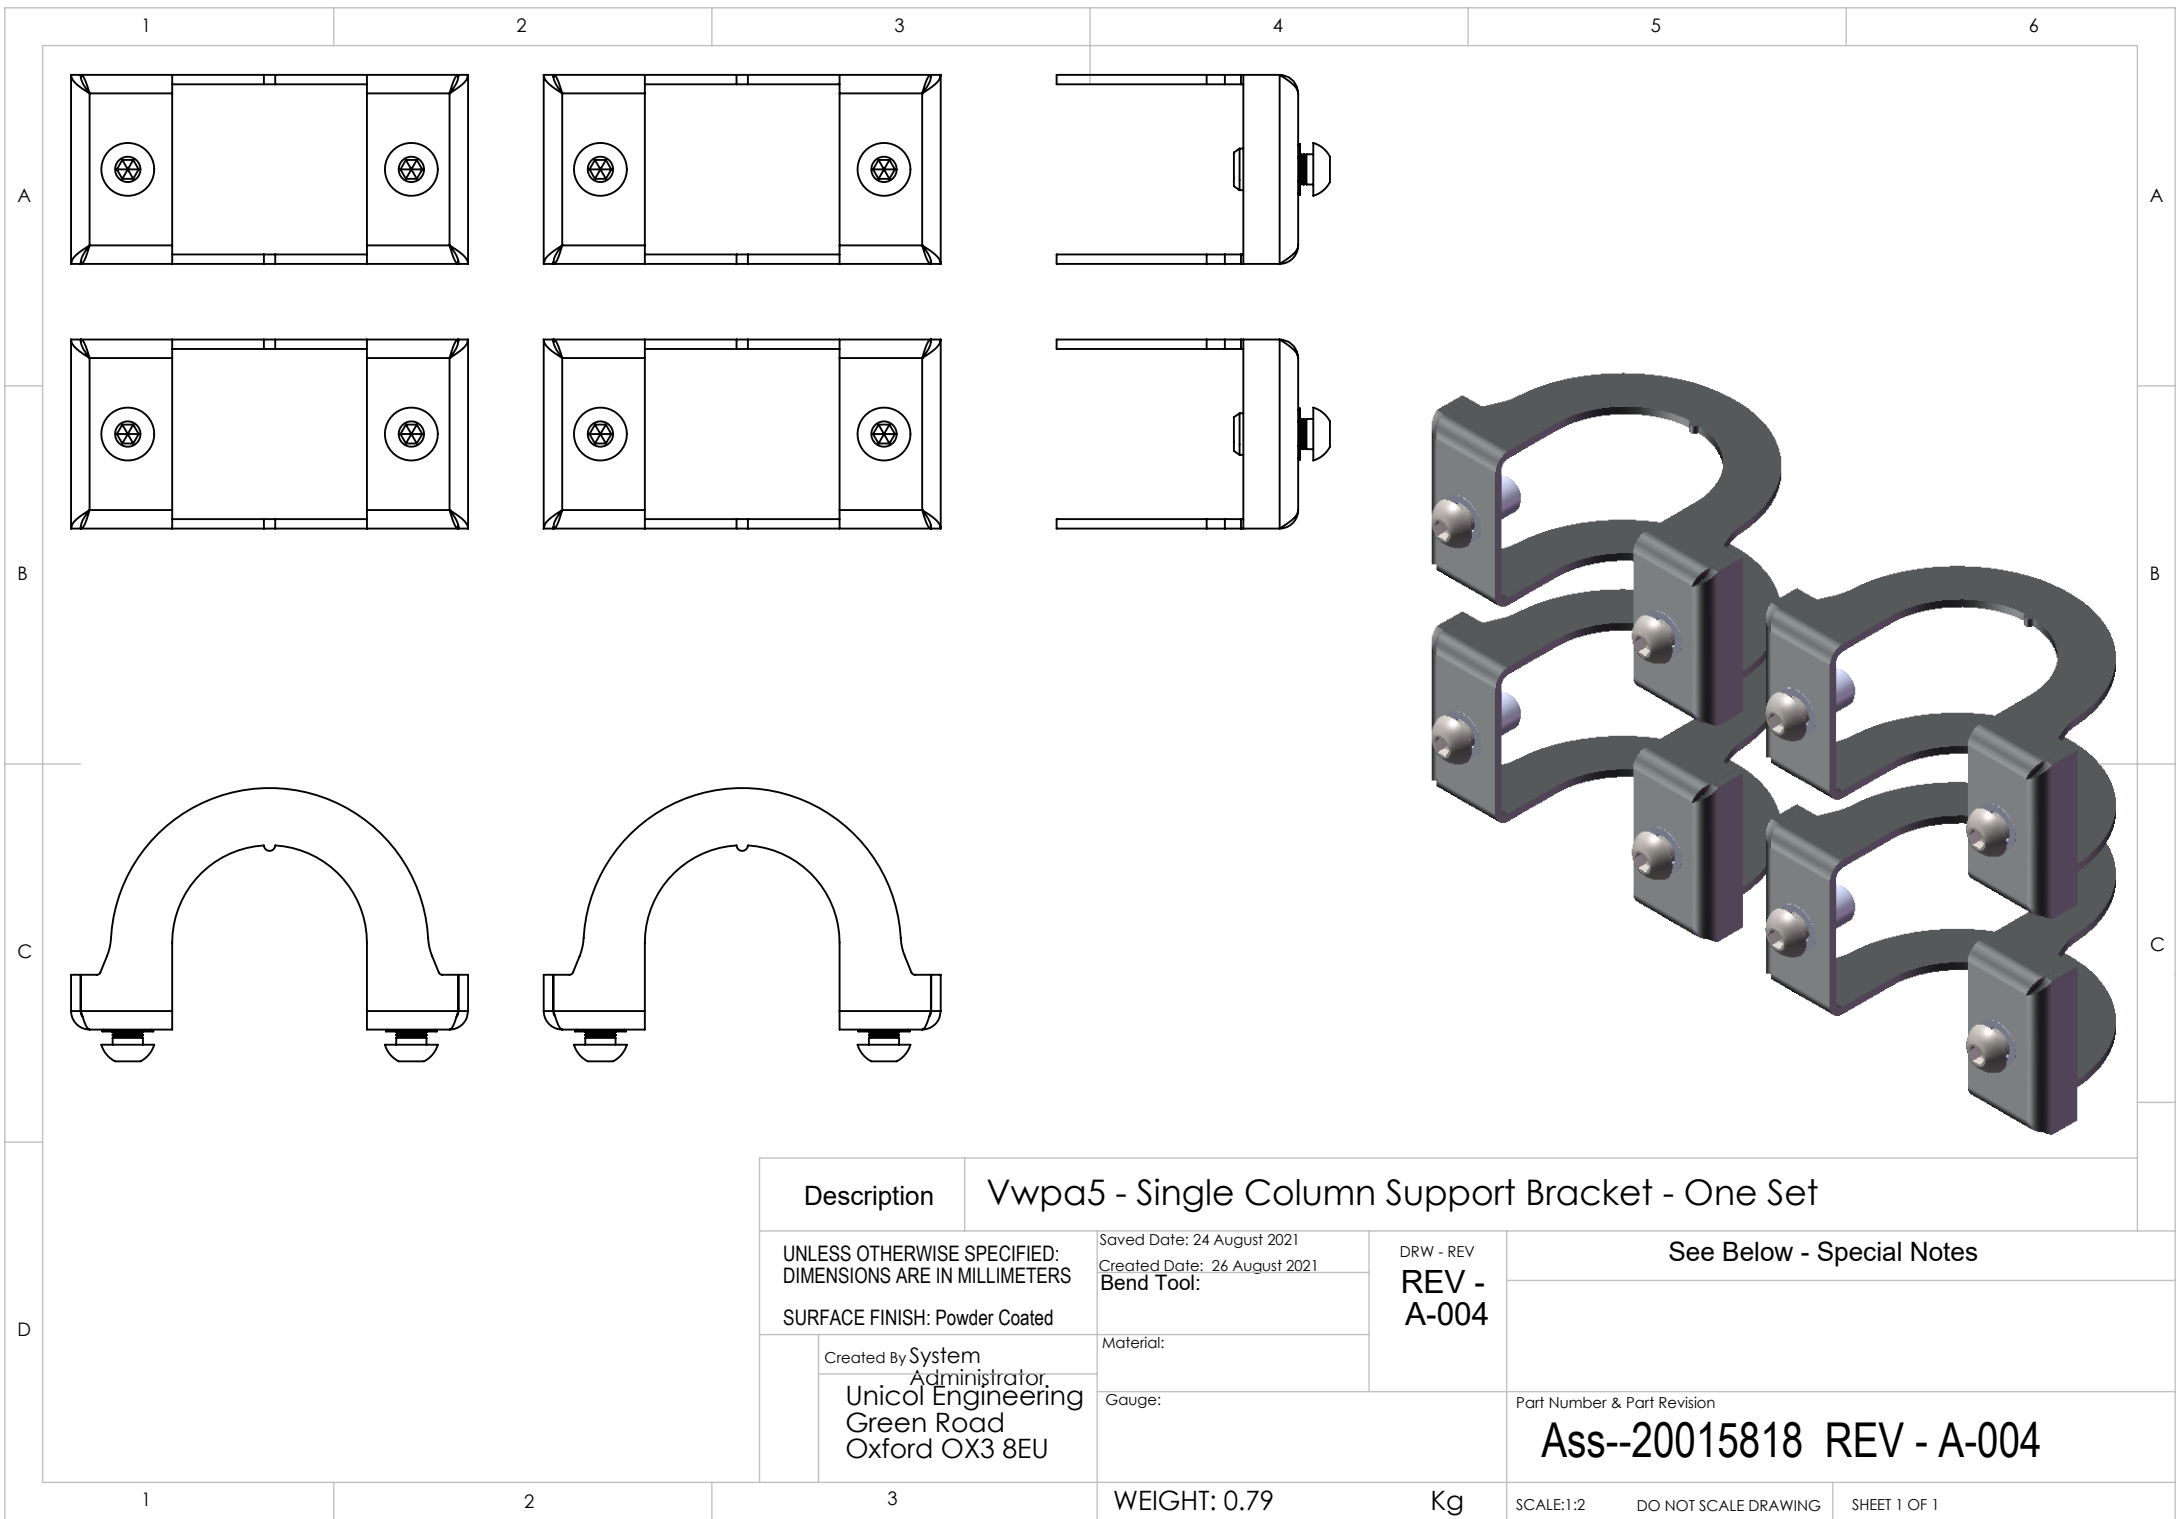 1 2 3 4 5 6
A A
B B
C C
D
Description Vwpa5 - Single Column Support Bracket - One Set
UNLESS OTHERWISE SPECIFIED:
DIMENSIONS ARE IN MILLIMETERS
SURFACE FINISH: Powder Coated
Saved Date: 24 August 2021
Created Date: 26 August 2021
Bend Tool:
DRW - REV
REV -
A-004
See Below - Special Notes
Created By System
Administrator
Unicol Engineering
Green Road
Oxford OX3 8EU
Material:
Gauge:
Part Number & Part Revision
Ass--20015818 REV - A-004
1 2 3
WEIGHT: 0.79 Kg
SCALE:1:2 DO NOT SCALE DRAWING SHEET 1 OF 1